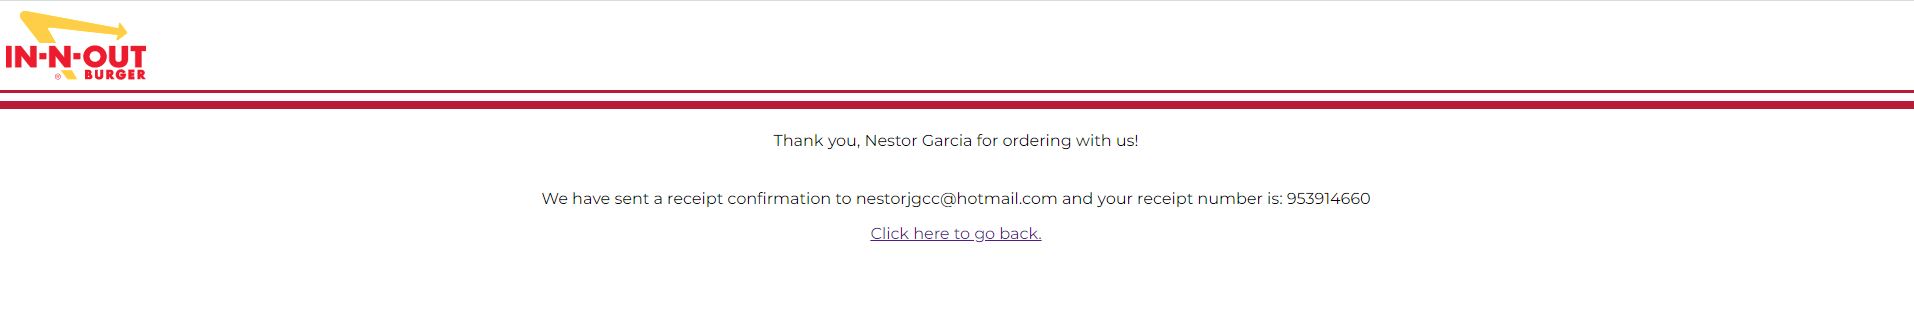 IN-N-OUT
BURGER
®
Thank you, Nestor Garcia for ordering with us!
We have sent a receipt confirmation to nestorjgcc@hotmail.com and your receipt number is: 953914660
Click here to go back.